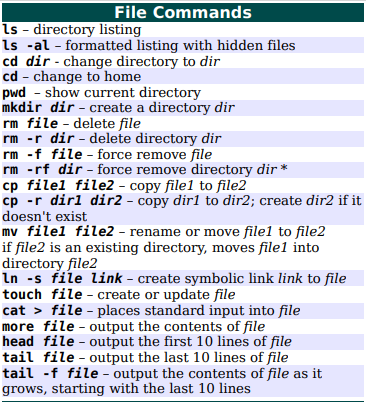 File Commands
ls – directory listing
ls -al – formatted listing with hidden files
cd dir - change directory to dir
cd – change to home
pwd – show current directory
mkdir dir – create a directory dir
rm file – delete file
rm -r dir – delete directory dir
rm -f file – force remove file
rm -rf dir – force remove directory dir *
cp file1 file2 – copy file1 to file2
cp -r dir1 dir2 – copy dir1 to dir2; create dir2 if it
doesn't exist
mv file1 file2 – rename or move file1 to file2
if file2 is an existing directory, moves file1 into
directory file2
ln -s file link – create symbolic link link to file
touch file – create or update file
cat > file – places standard input into file
more file – output the contents of file
head file – output the first 10 lines of file
tail file – output the last 10 lines of file
tail -f file – output the contents of file as it
grows, starting with the last 10 lines